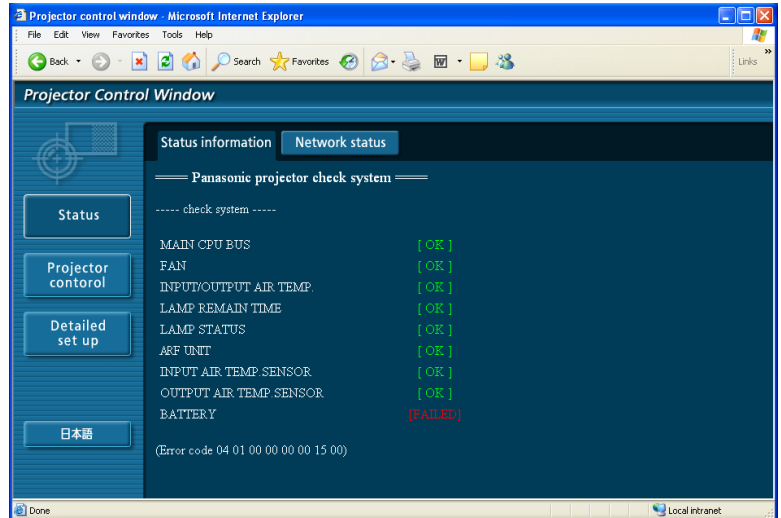 Projector control window - Microsoft Internet Explorer
File Edit View Favorites Tools Help
Back Search Favorites Links
Projector Control Window
Status information Network status
Panasonic projector check system
Status
----- check system -----
MAIN CPU BUS [ OK ]
Projector contorol
FAN [ OK ]
INPUT/OUTPUT AIR TEMP. [ OK ]
LAMP REMAIN TIME [ OK ]
Detailed set up
LAMP STATUS [ OK ]
ARF UNIT [ OK ]
INPUT AIR TEMP.SENSOR [ OK ]
OUTPUT AIR TEMP.SENSOR [ OK ]
BATTERY [FAILED]
日本語
(Error code 04 01 00 00 00 00 15 00)
Done Local intranet